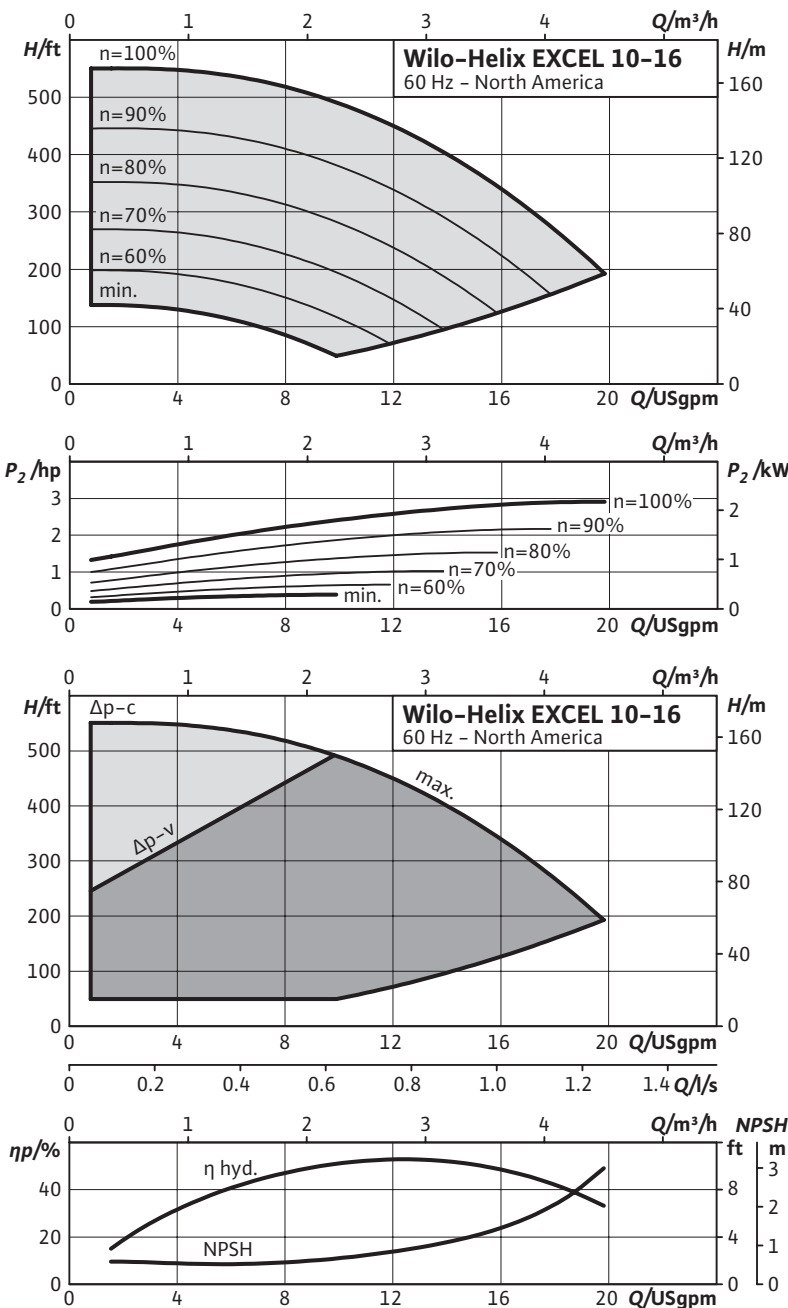 0 1 2 3 4 Q/m³/h
H/ft n=100% Wilo-Helix EXCEL 10-16 H/m
60 Hz – North America
500 160
n=90%
400 120
n=80%
300
n=70% 80
200 n=60%
min. 40
100
0 0
0 4 8 12 16 20 Q/USgpm
0 1 2 3 4 Q/m³/h
P₂/hp P₂/kW
3 n=100% 2
2 n=90%
n=80% 1
1 n=70%
n=60%
0 min. 0
0 4 8 12 16 20 Q/USgpm
0 1 2 3 4 Q/m³/h
H/ft Δp-c Wilo-Helix EXCEL 10-16 H/m
60 Hz – North America
500 160
max.
400 120
Δp-v
300
80
200
40
100
0 0
0 4 8 12 16 20 Q/USgpm
0 0.2 0.4 0.6 0.8 1.0 1.2 1.4 Q/l/s
0 1 2 3 4 Q/m³/h NPSH
ηp/% ft m
η hyd. 3
40 8
2
20 NPSH 4
1
0 0 0
0 4 8 12 16 20 Q/USgpm